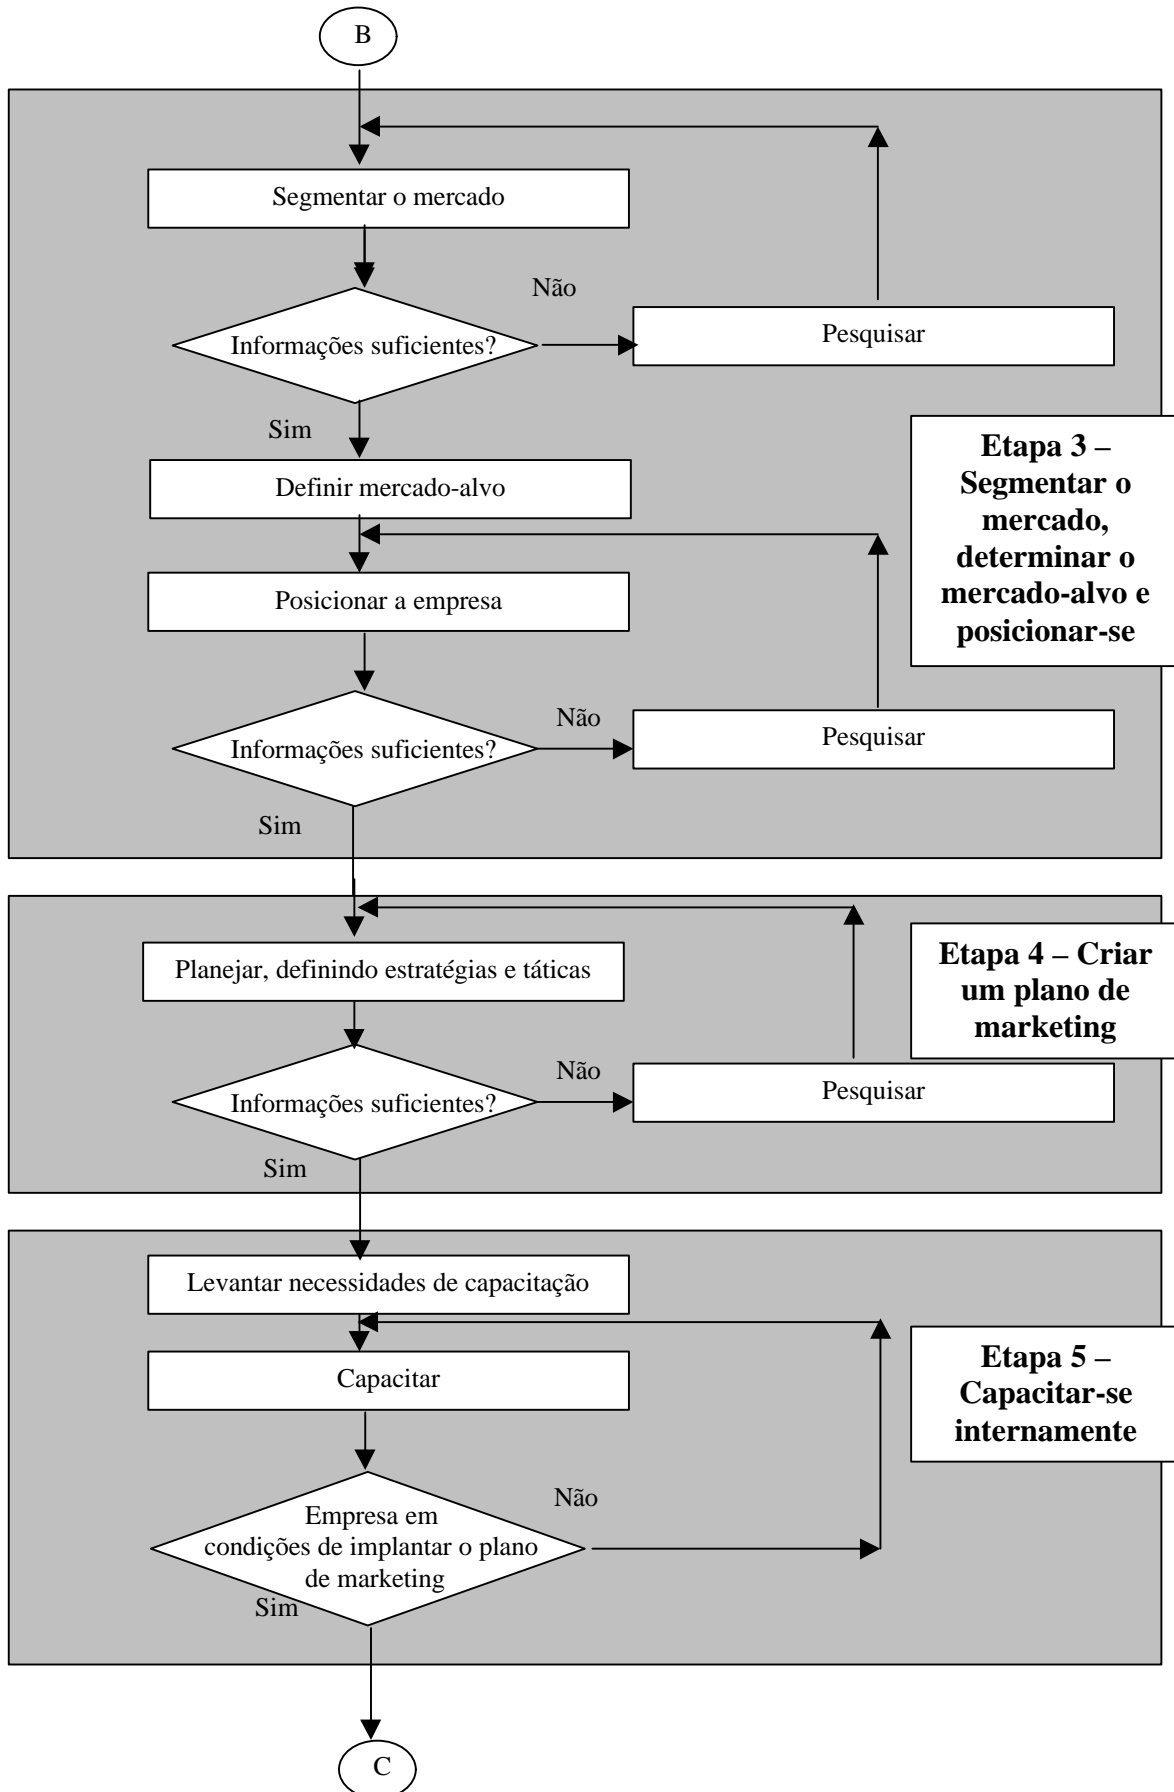 B
Segmentar o mercado
Não
Informações suficientes?
Pesquisar
Sim
Definir mercado-alvo
Posicionar a empresa
Não
Informações suficientes?
Pesquisar
Sim
Etapa 3 –
Segmentar o
mercado,
determinar o
mercado-alvo e
posicionar-se
Planejar, definindo estratégias e táticas
Não
Informações suficientes?
Pesquisar
Sim
Etapa 4 – Criar
um plano de
marketing
Levantar necessidades de capacitação
Capacitar
Não
Empresa em
condições de implantar o plano
de marketing
Sim
Etapa 5 –
Capacitar-se
internamente
C